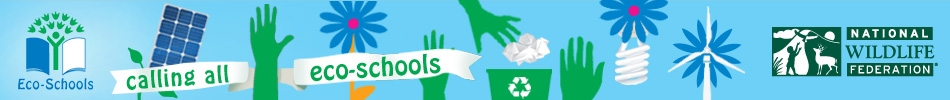 Eco-Schools
calling all
eco-schools
NATIONAL
WILDLIFE
FEDERATION®